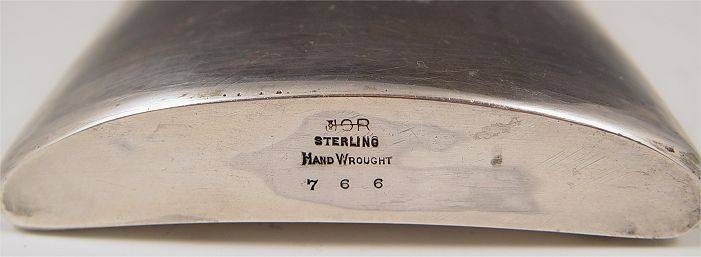 STERLING
HAND WROUGHT
7 6 6